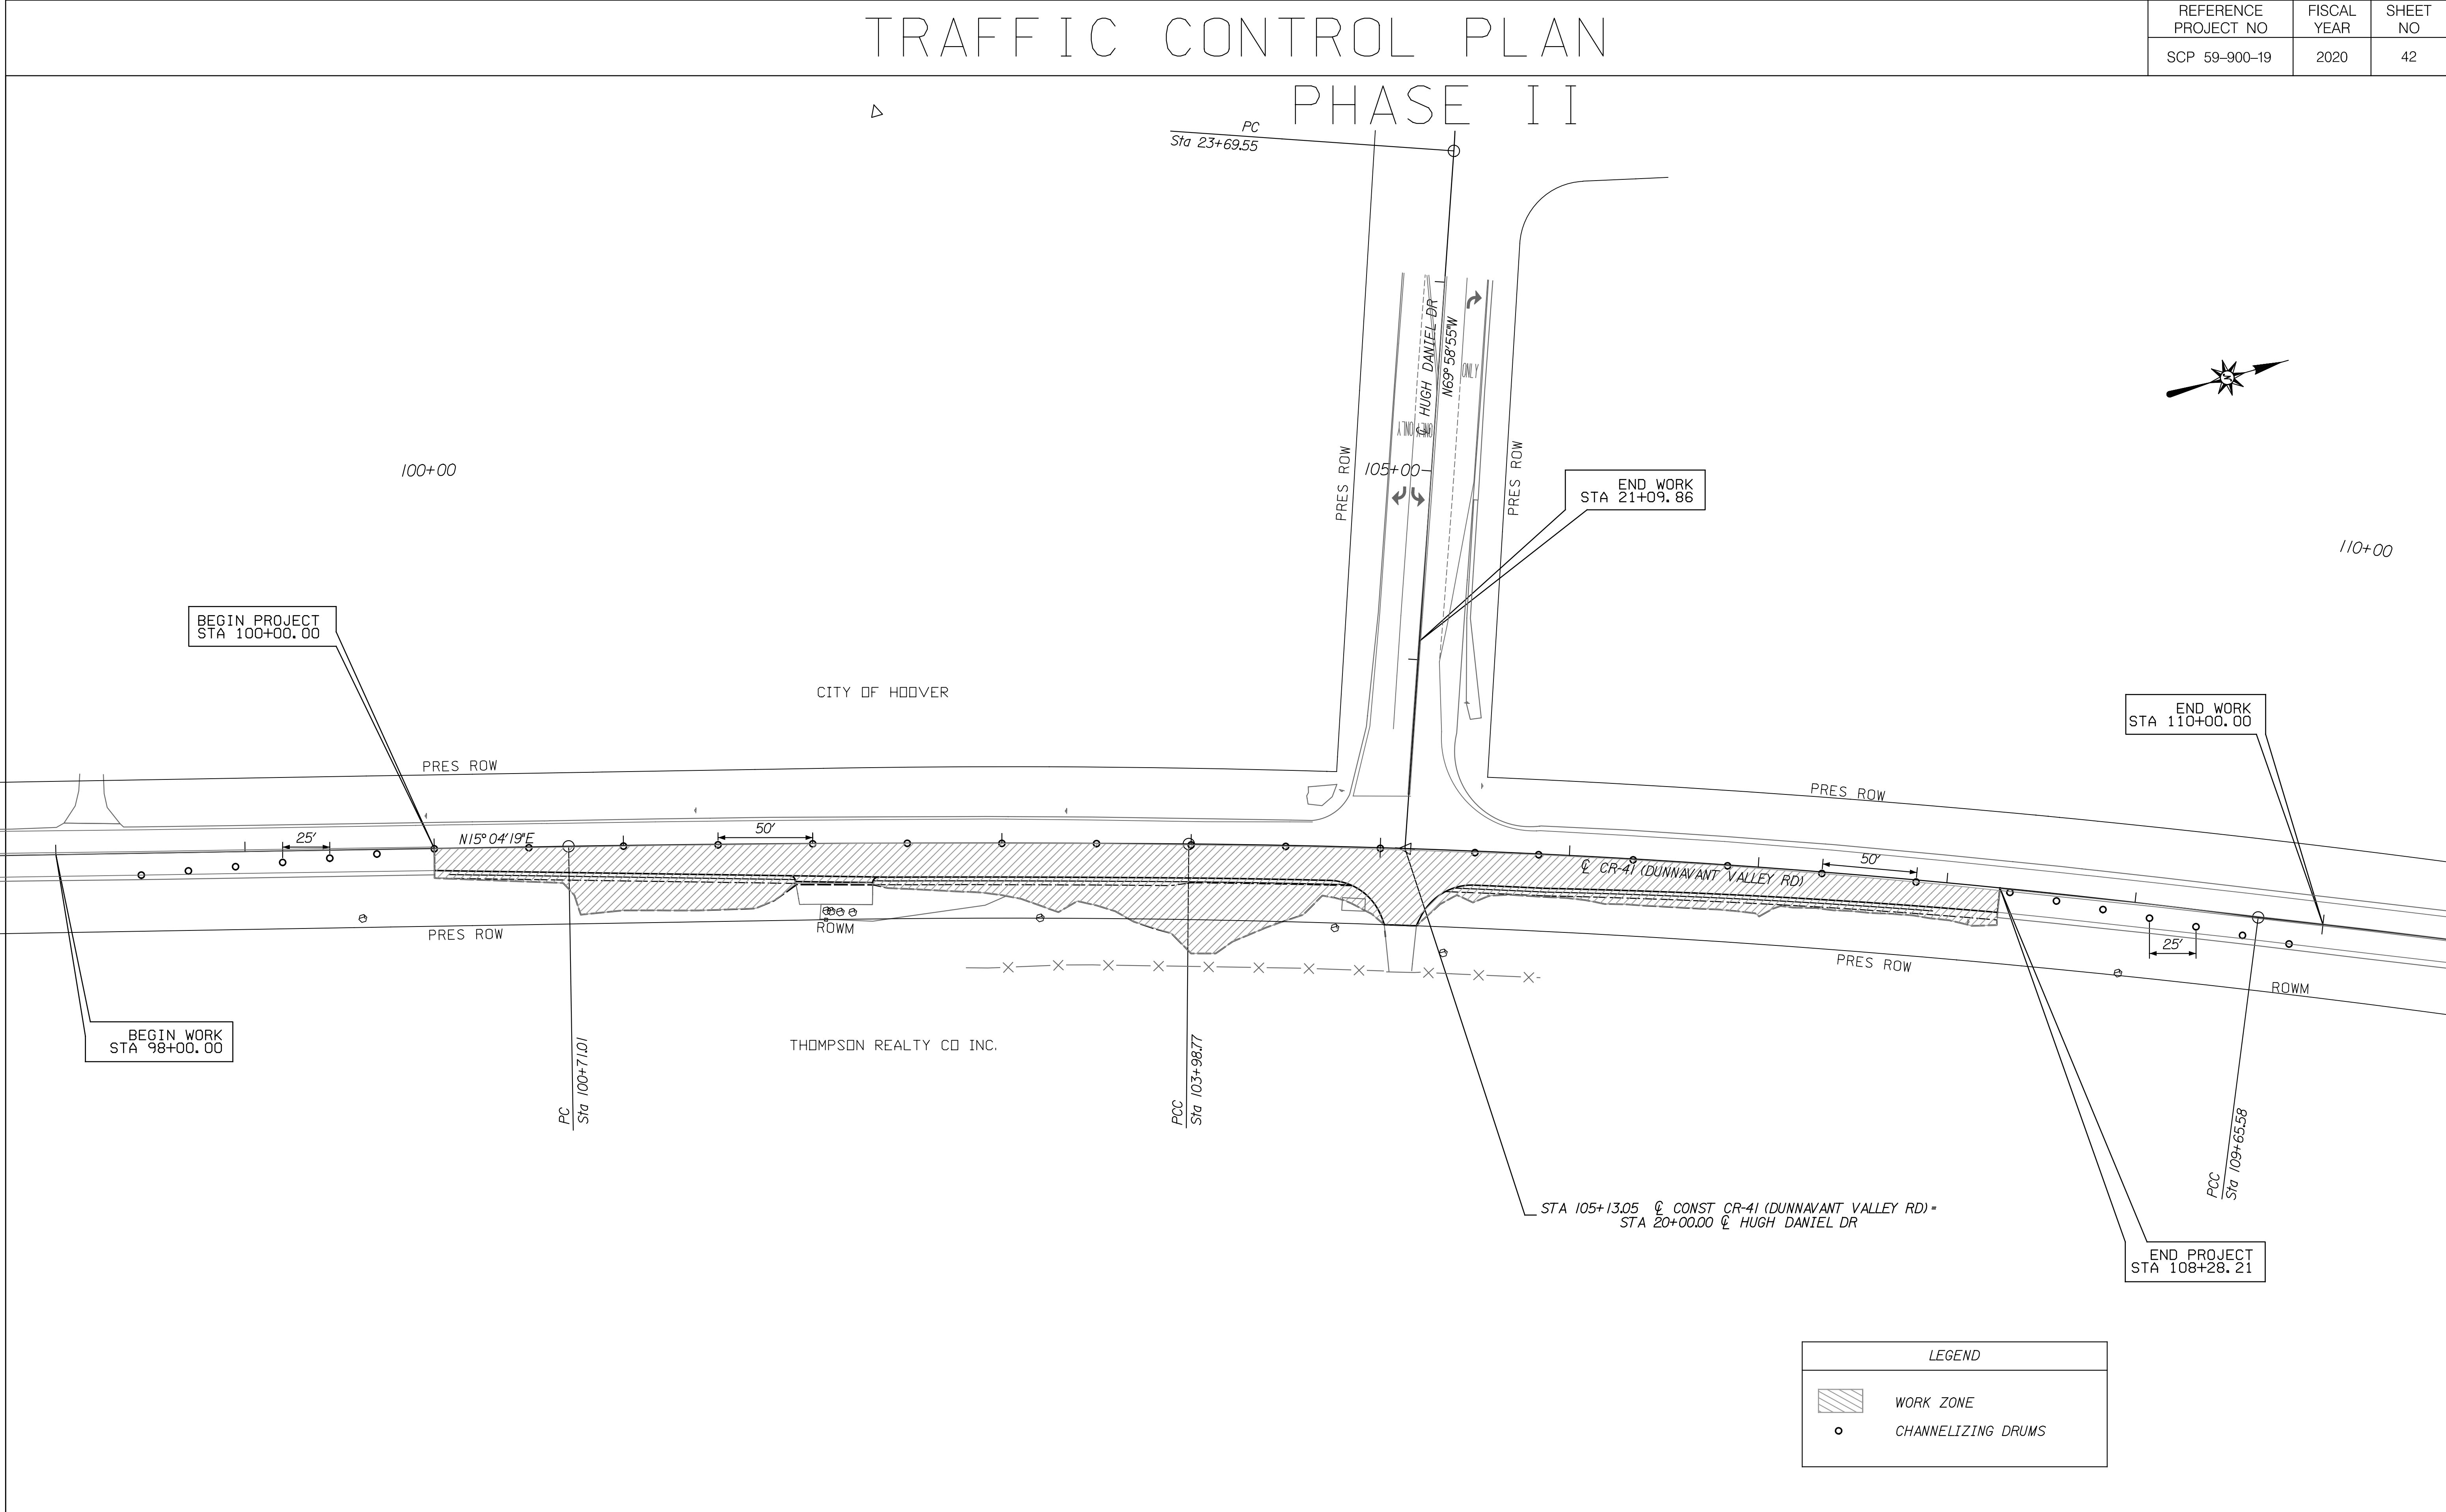 TRAFFIC CONTROL PLAN
REFERENCE
PROJECT NO
FISCAL
YEAR
SHEET
NO
SCP 59-900-19
2020
42
PHASE II
PC
Sta 23+69.55
℄ HUGH DANIEL DR
N69° 58'55"W
ONLY
ONLY
ONLY
PRES ROW
PRES ROW
100+00
105+00
110+00
END WORK
STA 21+09.86
BEGIN PROJECT
STA 100+00.00
CITY OF HOOVER
END WORK
STA 110+00.00
PRES ROW
PRES ROW
25'
N15° 04'19"E
50'
50'
℄ CR-41 (DUNNAVANT VALLEY RD)
PRES ROW
ROWM
25'
PRES ROW
ROWM
BEGIN WORK
STA 98+00.00
THOMPSON REALTY CO INC.
PC
Sta 100+71.01
PCC
Sta 103+98.77
PCC
Sta 109+65.58
STA 105+13.05 ℄ CONST CR-41 (DUNNAVANT VALLEY RD) =
STA 20+00.00 ℄ HUGH DANIEL DR
END PROJECT
STA 108+28.21
LEGEND
WORK ZONE
CHANNELIZING DRUMS